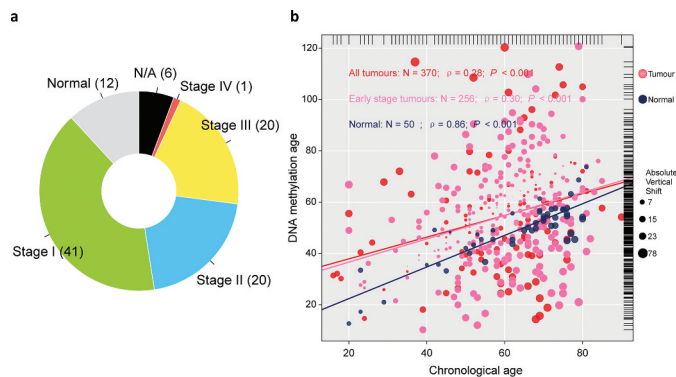 a
N/A (6)
Stage IV (1)
Normal (12)
Stage III (20)
Stage I (41)
Stage II (20)
b
120
100
80
60
40
20
20
40
60
80
DNA methylation age
Chronological age
All tumours: N = 370; ρ = 0.28; P < 0.001
Early stage tumours: N = 256; ρ = 0.30; P < 0.001
Normal: N = 50 ; ρ = 0.86; P < 0.001
Tumour
Normal
Absolute
Vertical
Shift
7
15
23
78